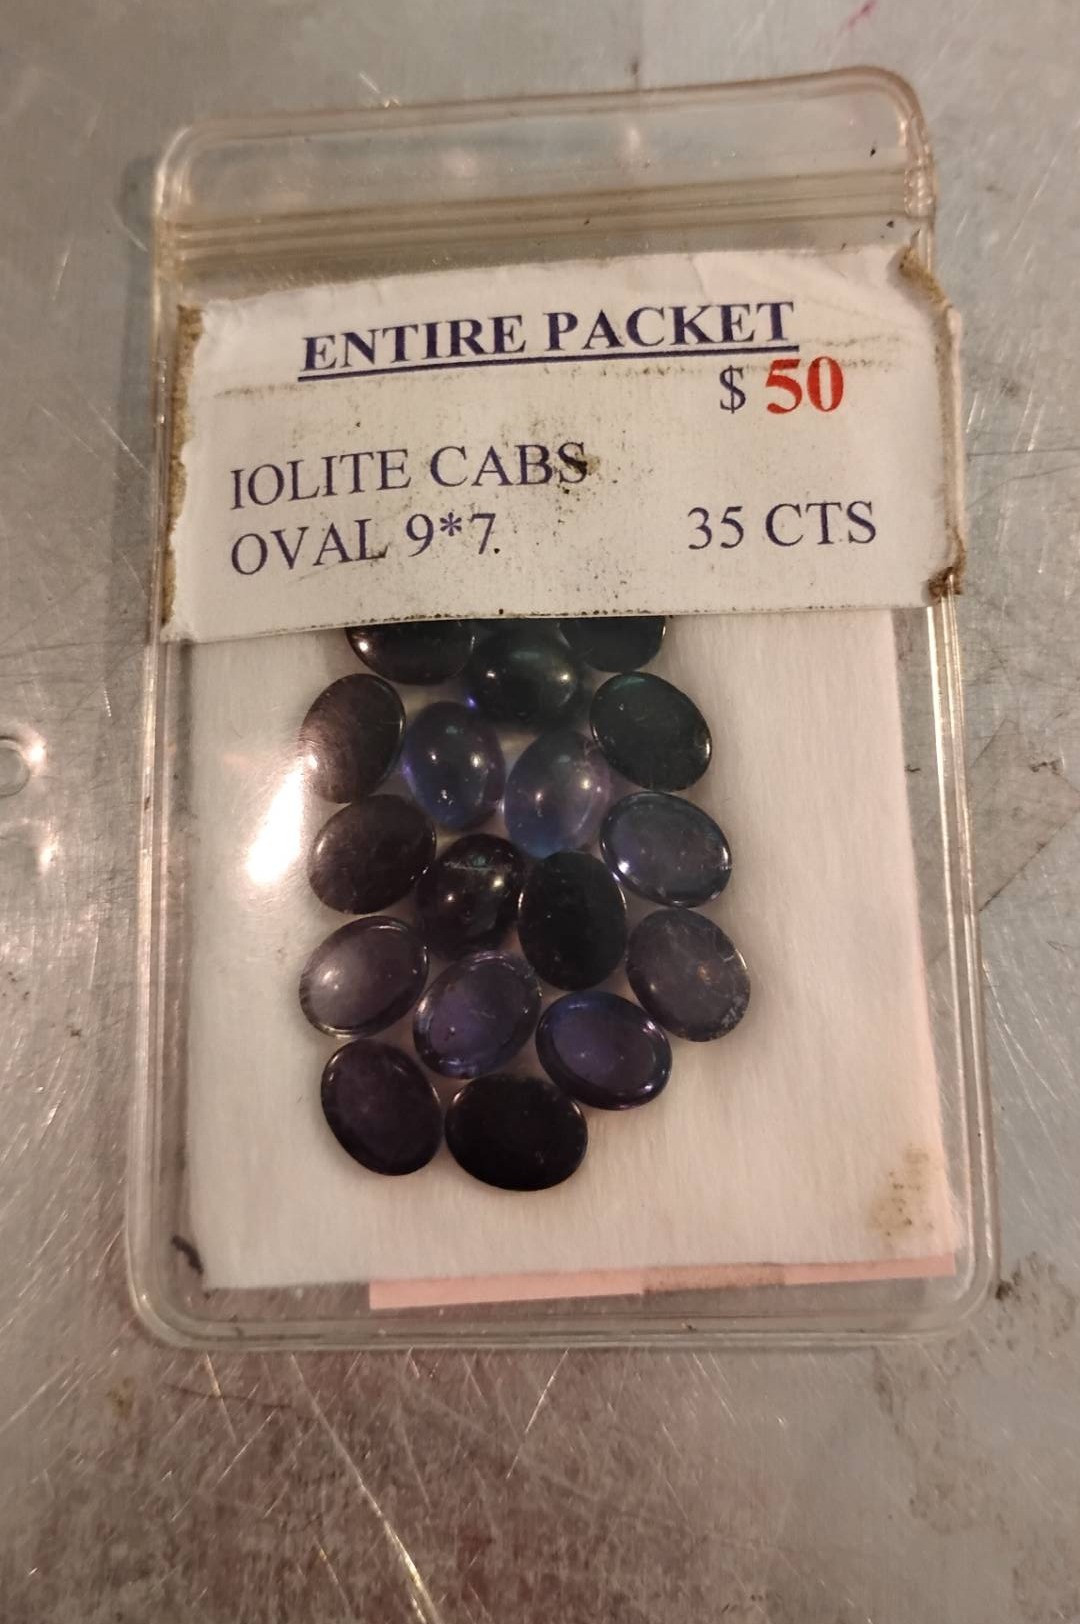 ENTIRE PACKET
$ 50
IOLITE CABS
OVAL 9*7. 35 CTS